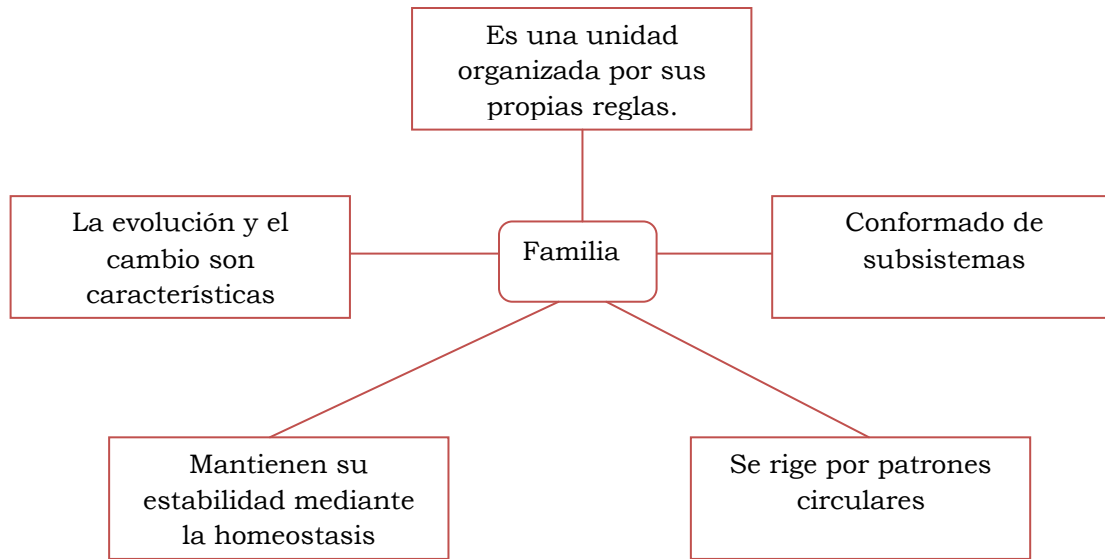 Es una unidad
organizada por sus
propias reglas.
La evolución y el
cambio son
características
Familia
Conformado de
subsistemas
Mantienen su
estabilidad mediante
la homeostasis
Se rige por patrones
circulares